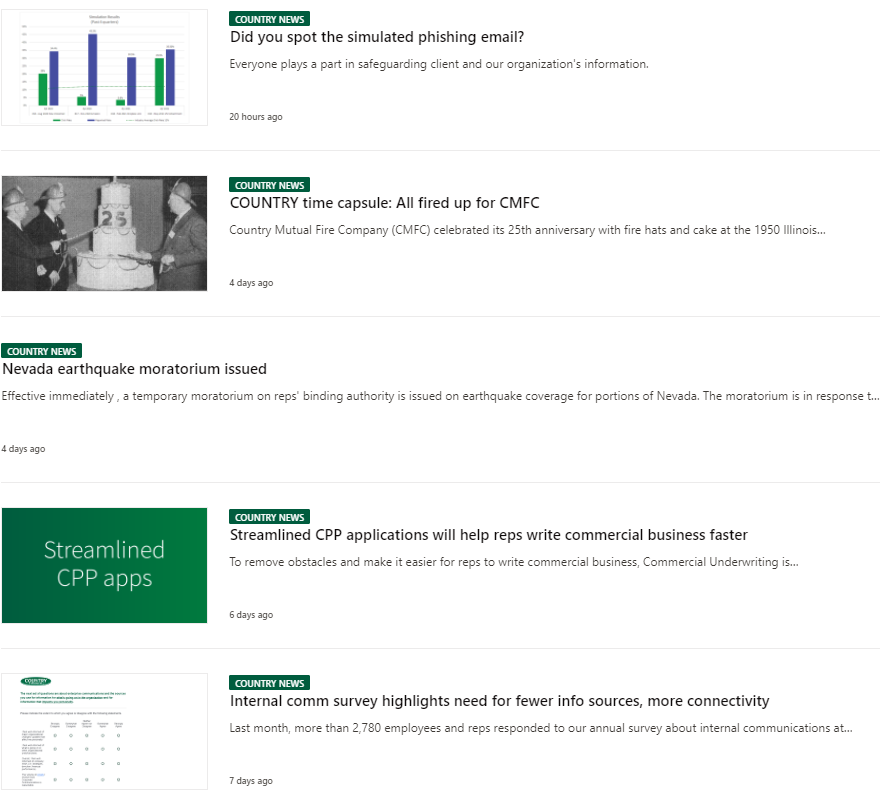 Simulation Results
COUNTRY NEWS
Did you spot the simulated phishing email?
Everyone plays a part in safeguarding client and our organization's information.
20 hours ago
25
COUNTRY NEWS
COUNTRY time capsule: All fired up for CMFC
Country Mutual Fire Company (CMFC) celebrated its 25th anniversary with fire hats and cake at the 1950 Illinois...
4 days ago
COUNTRY NEWS
Nevada earthquake moratorium issued
Effective immediately , a temporary moratorium on reps' binding authority is issued on earthquake coverage for portions of Nevada. The moratorium is in response t...
4 days ago
Streamlined
CPP apps
COUNTRY NEWS
Streamlined CPP applications will help reps write commercial business faster
To remove obstacles and make it easier for reps to write commercial business, Commercial Underwriting is...
6 days ago
COUNTRY
COUNTRY NEWS
Internal comm survey highlights need for fewer info sources, more connectivity
Last month, more than 2,780 employees and reps responded to our annual survey about internal communications at...
7 days ago